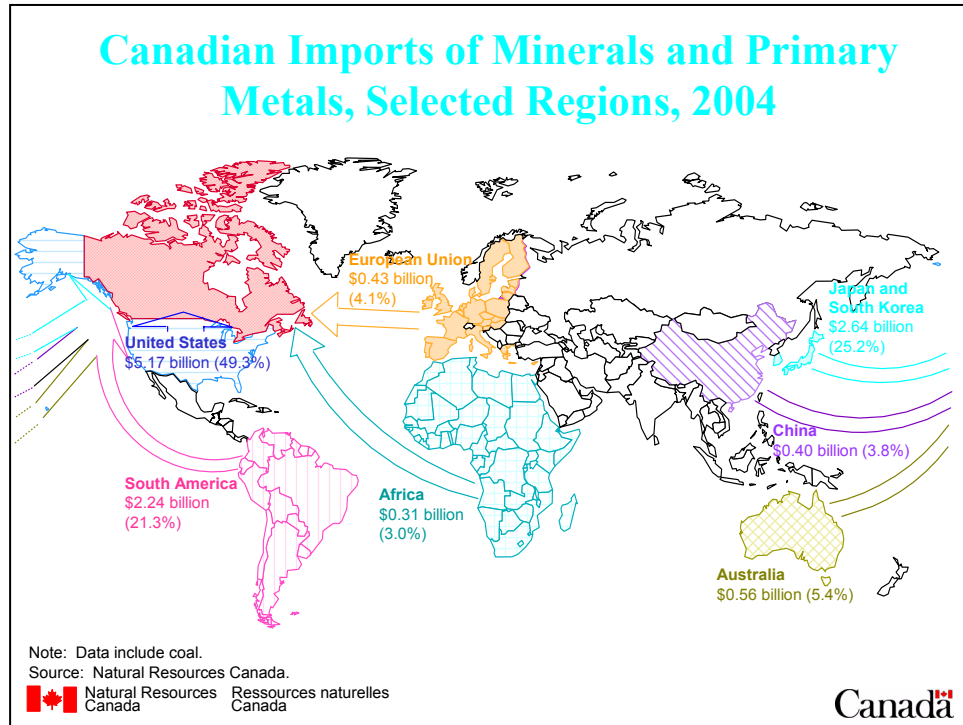 Canadian Imports of Minerals and Primary
Metals, Selected Regions, 2004
European Union
$0.43 billion
(4.1%)
Japan and
South Korea
$2.64 billion
(25.2%)
United States
$5.17 billion (49.3%)
China
$0.40 billion (3.8%)
South America
$2.24 billion
(21.3%)
Africa
$0.31 billion
(3.0%)
Australia
$0.56 billion (5.4%)
Note: Data include coal.
Source: Natural Resources Canada.
Natural Resources Ressources naturelles
Canada Canada
Canada